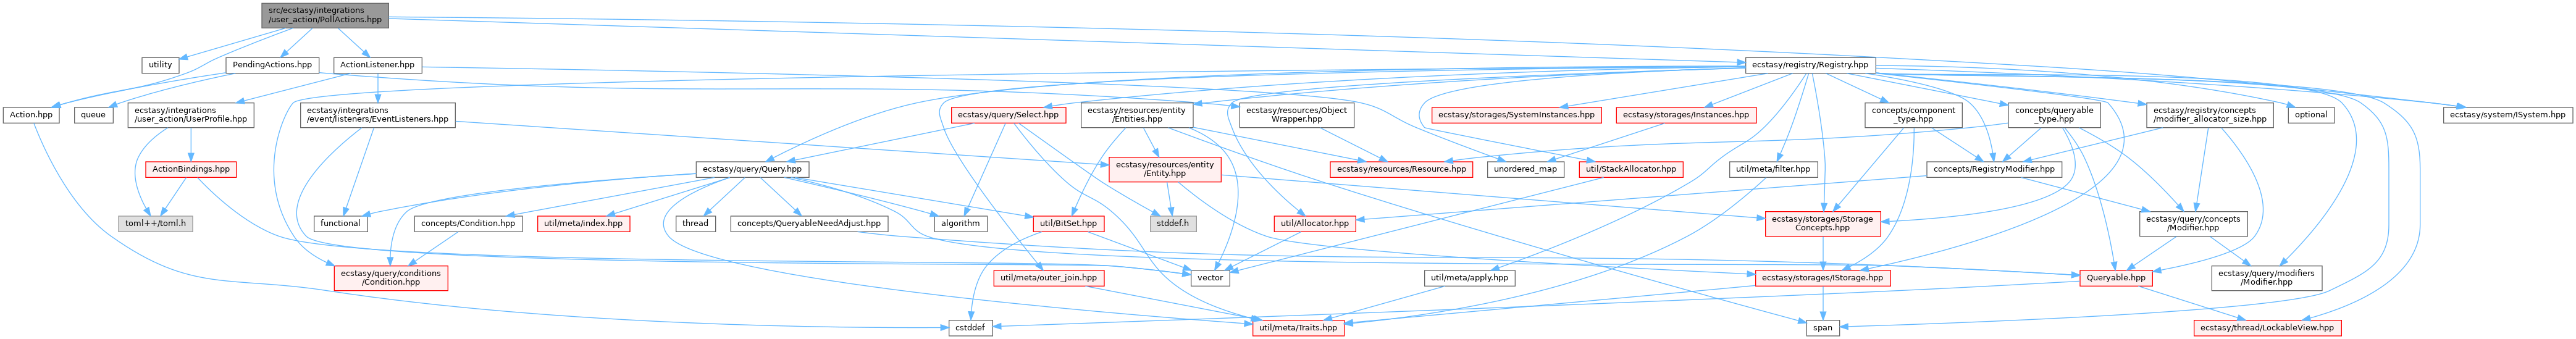 src/ecstasy/integrations
/user_action/PollActions.hpp
utility
PendingActions.hpp
ActionListener.hpp
ecstasy/registry/Registry.hpp
Action.hpp
queue
ecstasy/integrations
/user_action/UserProfile.hpp
ecstasy/integrations
/event/listeners/EventListeners.hpp
ecstasy/query/Select.hpp
ecstasy/resources/entity
/Entities.hpp
ecstasy/resources/Object
Wrapper.hpp
ecstasy/storages/SystemInstances.hpp
ecstasy/storages/Instances.hpp
concepts/component
_type.hpp
concepts/queryable
_type.hpp
ecstasy/registry/concepts
/modifier_allocator_size.hpp
optional
ecstasy/system/ISystem.hpp
ActionBindings.hpp
ecstasy/query/Query.hpp
ecstasy/resources/entity
/Entity.hpp
ecstasy/resources/Resource.hpp
unordered_map
util/StackAllocator.hpp
util/meta/filter.hpp
concepts/RegistryModifier.hpp
toml++/toml.h
functional
concepts/Condition.hpp
util/meta/index.hpp
thread
concepts/QueryableNeedAdjust.hpp
algorithm
util/BitSet.hpp
stddef.h
util/Allocator.hpp
ecstasy/storages/Storage
Concepts.hpp
ecstasy/query/concepts
/Modifier.hpp
ecstasy/query/conditions
/Condition.hpp
util/meta/outer_join.hpp
vector
util/meta/apply.hpp
ecstasy/storages/IStorage.hpp
Queryable.hpp
ecstasy/query/modifiers
/Modifier.hpp
cstddef
util/meta/Traits.hpp
span
ecstasy/thread/LockableView.hpp